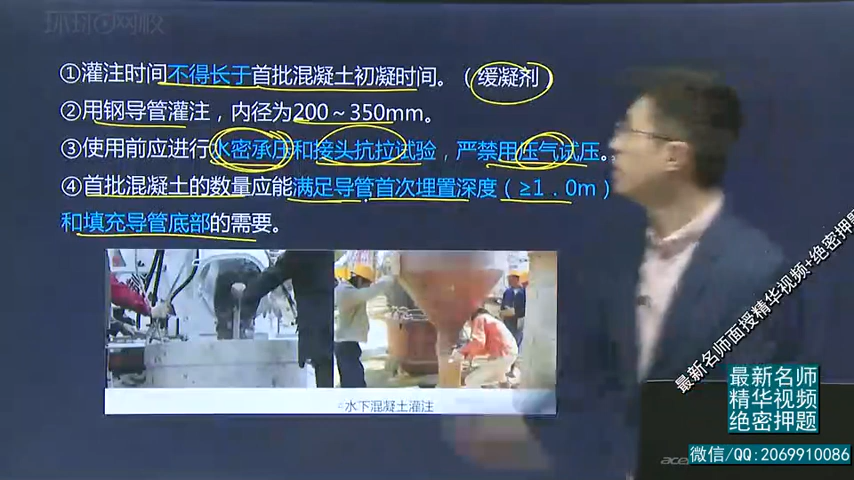 环球网校
①灌注时间不得长于首批混凝土初凝时间。（缓凝剂）
②用钢导管灌注，内径为200～350mm。
③使用前应进行水密承压和接头抗拉试验，严禁用压气试压。
④首批混凝土的数量应能满足导管首次埋置深度（≥1．0m）
和填充导管底部的需要。
水下混凝土灌注
最新名师面授精华视频+绝密押题
最新名师
精华视频
绝密押题
微信/QQ:2069910086
acer